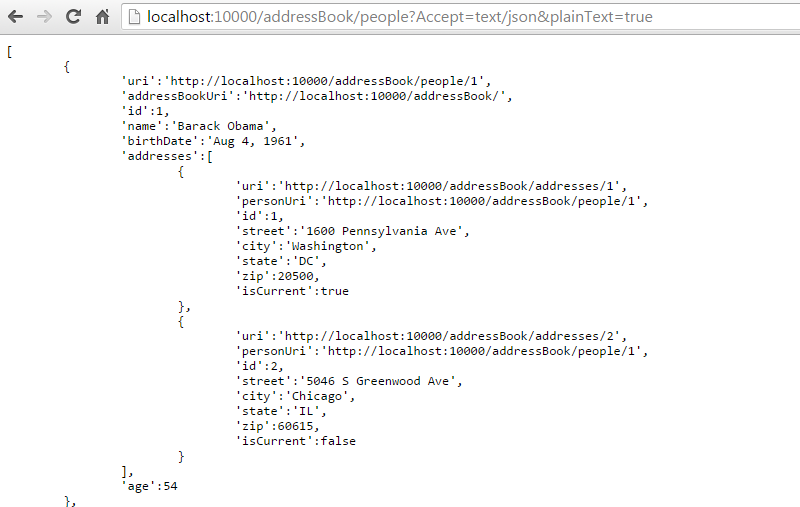 localhost:10000/addressBook/people?Accept=text/json&plainText=true
[
{
'uri':'http://localhost:10000/addressBook/people/1',
'addressBookUri':'http://localhost:10000/addressBook/',
'id':1,
'name':'Barack Obama',
'birthDate':'Aug 4, 1961',
'addresses':[
{
'uri':'http://localhost:10000/addressBook/addresses/1',
'personUri':'http://localhost:10000/addressBook/people/1',
'id':1,
'street':'1600 Pennsylvania Ave',
'city':'Washington',
'state':'DC',
'zip':20500,
'isCurrent':true
},
{
'uri':'http://localhost:10000/addressBook/addresses/2',
'personUri':'http://localhost:10000/addressBook/people/1',
'id':2,
'street':'5046 S Greenwood Ave',
'city':'Chicago',
'state':'IL',
'zip':60615,
'isCurrent':false
}
],
'age':54
},